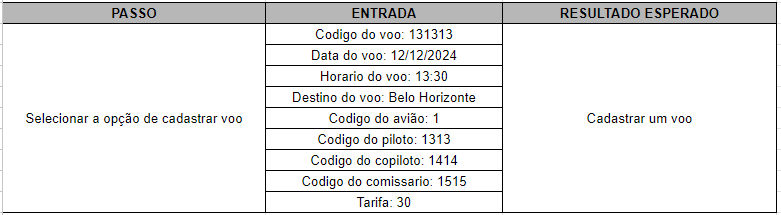 PASSO ENTRADA RESULTADO ESPERADO
Codigo do voo: 131313
Data do voo: 12/12/2024
Horario do voo: 13:30
Destino do voo: Belo Horizonte
Selecionar a opção de cadastrar voo Codigo do avião: 1 Cadastrar um voo
Codigo do piloto: 1313
Codigo do copiloto: 1414
Codigo do comissario: 1515
Tarifa: 30